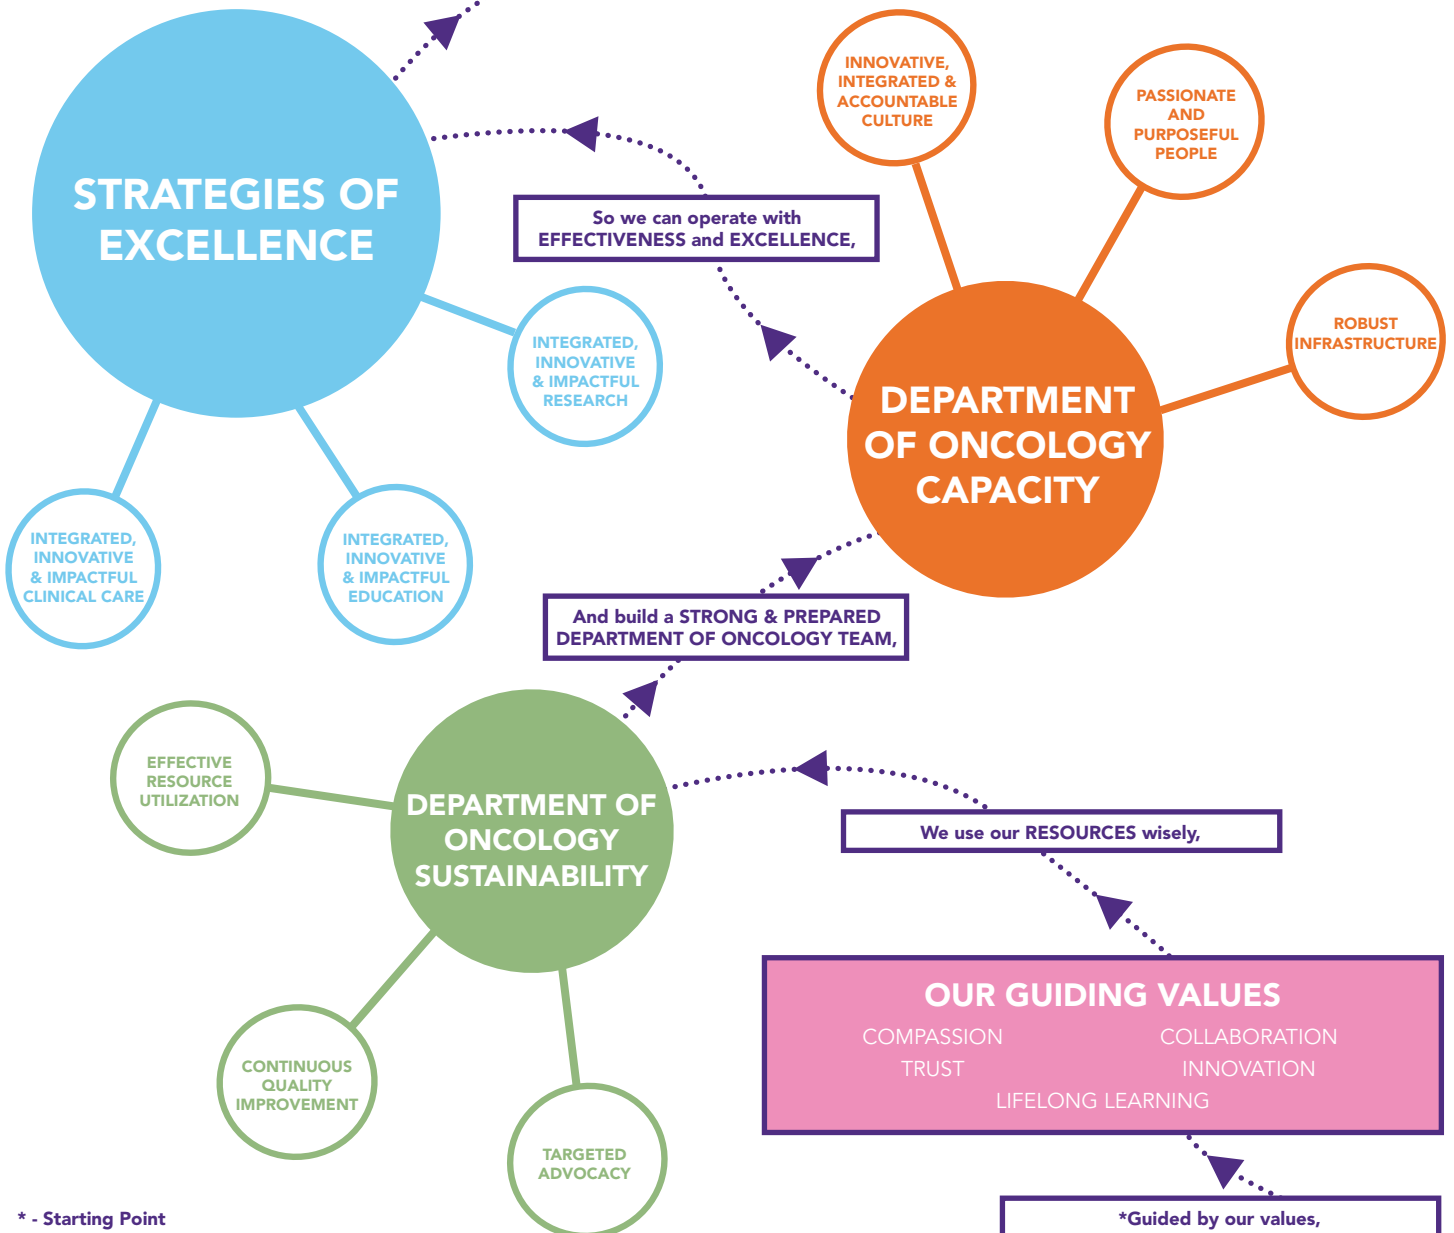 STRATEGIES OF
EXCELLENCE
INTEGRATED,
INNOVATIVE
& IMPACTFUL
RESEARCH
INTEGRATED,
INNOVATIVE
& IMPACTFUL
EDUCATION
INTEGRATED,
INNOVATIVE
& IMPACTFUL
CLINICAL CARE
So we can operate with
EFFECTIVENESS and EXCELLENCE,
INNOVATIVE,
INTEGRATED &
ACCOUNTABLE
CULTURE
PASSIONATE
AND
PURPOSEFUL
PEOPLE
ROBUST
INFRASTRUCTURE
DEPARTMENT
OF ONCOLOGY
CAPACITY
And build a STRONG & PREPARED
DEPARTMENT OF ONCOLOGY TEAM,
EFFECTIVE
RESOURCE
UTILIZATION
DEPARTMENT OF
ONCOLOGY
SUSTAINABILITY
CONTINUOUS
QUALITY
IMPROVEMENT
TARGETED
ADVOCACY
We use our RESOURCES wisely,
OUR GUIDING VALUES
COMPASSION COLLABORATION
TRUST INNOVATION
LIFELONG LEARNING
*Guided by our values,
* - Starting Point